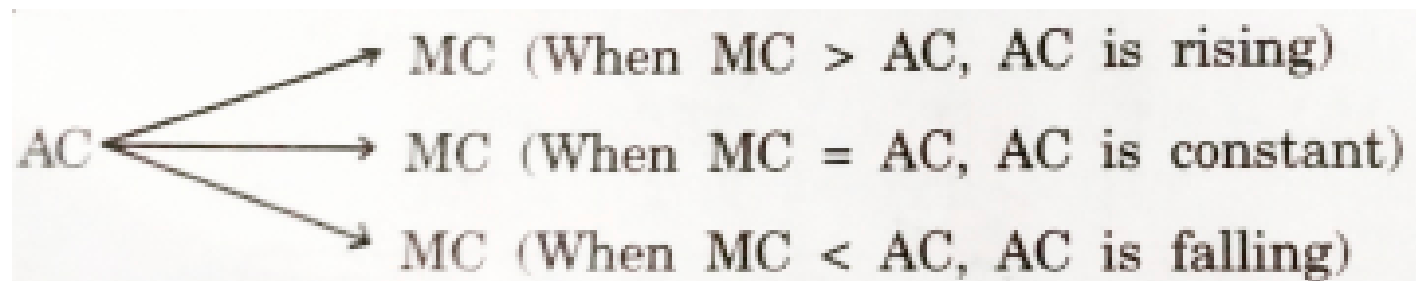 MC (When MC > AC, AC is rising)
AC MC (When MC = AC, AC is constant)
MC (When MC < AC, AC is falling)